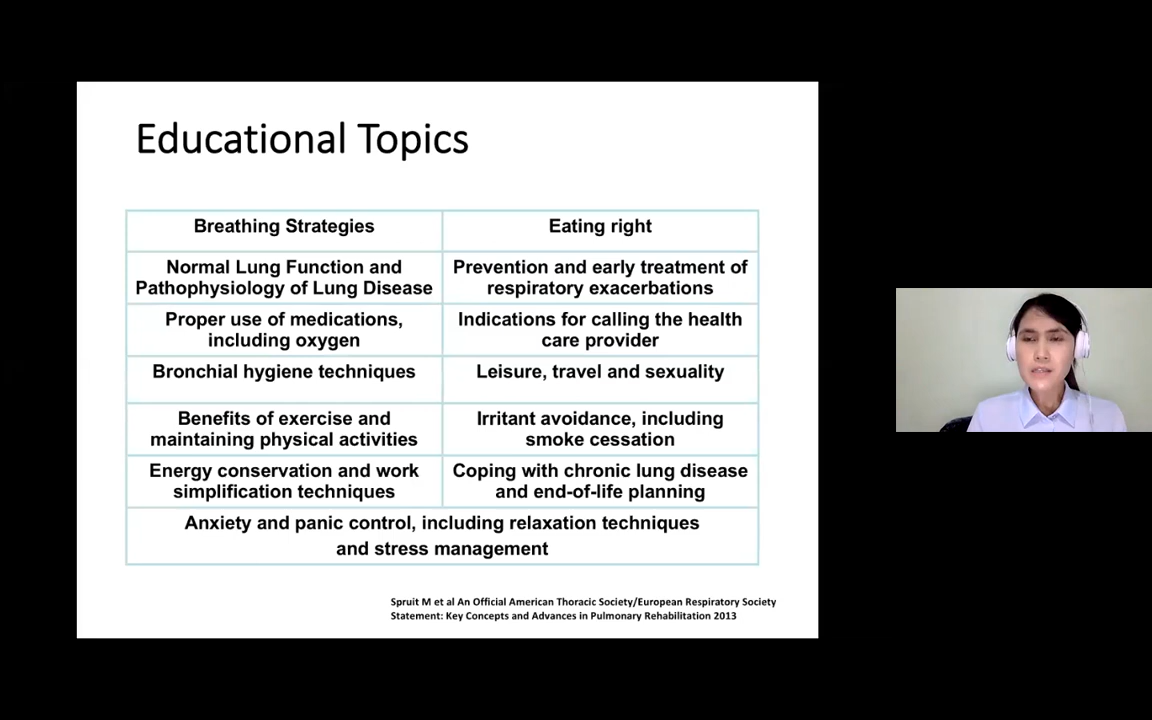 Educational Topics
Breathing Strategies
Eating right
Normal Lung Function and
Pathophysiology of Lung Disease
Prevention and early treatment of
respiratory exacerbations
Proper use of medications,
including oxygen
Indications for calling the health
care provider
Bronchial hygiene techniques
Leisure, travel and sexuality
Benefits of exercise and
maintaining physical activities
Irritant avoidance, including
smoke cessation
Energy conservation and work
simplification techniques
Coping with chronic lung disease
and end-of-life planning
Anxiety and panic control, including relaxation techniques
and stress management
Spruit M et al An Official American Thoracic Society/European Respiratory Society
Statement: Key Concepts and Advances in Pulmonary Rehabilitation 2013